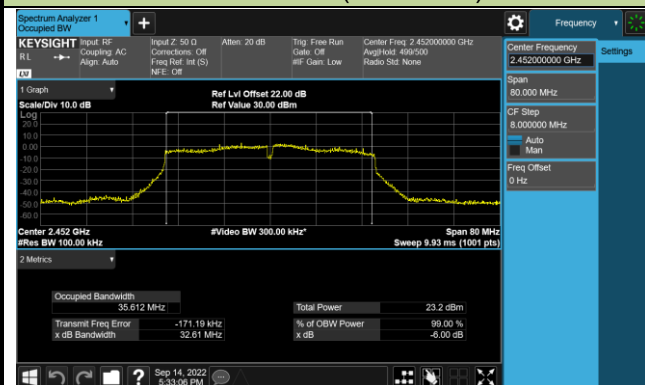 Spectrum Analyzer 1
Occupied BW
Frequency
KEYSIGHT
RL
LXI
Input: RF
Coupling: AC
Align: Auto
Input Z: 50 Ω
Corrections: Off
Freq Ref: Int (S)
NFE: Off
Atten: 20 dB
Trig: Free Run
Gate: Off
#IF Gain: Low
Center Freq: 2.452000000 GHz
Avg|Hold: 499/500
Radio Std: None
Center Frequency
2.452000000 GHz
Settings
Span
80.000 MHz
CF Step
8.000000 MHz
Auto
Man
Freq Offset
0 Hz
1 Graph
Scale/Div 10.0 dB
Ref Lvl Offset 22.00 dB
Ref Value 30.00 dBm
Log
20.0
10.0
0.00
-10.0
-20.0
-30.0
-40.0
-50.0
-60.0
Center 2.452 GHz
#Res BW 100.00 kHz
#Video BW 300.00 kHz*
Span 80 MHz
Sweep 9.93 ms (1001 pts)
2 Metrics
Occupied Bandwidth
35.612 MHz
Total Power 23.2 dBm
Transmit Freq Error -171.19 kHz
% of OBW Power 99.00 %
x dB Bandwidth 32.61 MHz
x dB -6.00 dB
Sep 14, 2022
5:33:06 PM